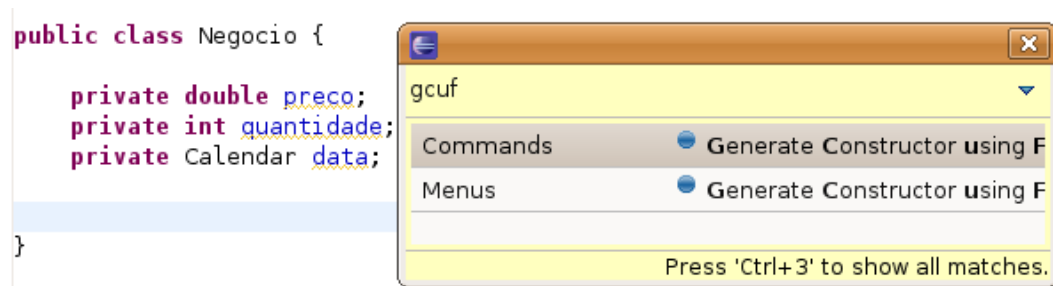 public class Negocio {
private double preco;
private int quantidade;
private Calendar data;
}
gcuf
Commands Generate Constructor using F
Menus Generate Constructor using F
Press 'Ctrl+3' to show all matches.